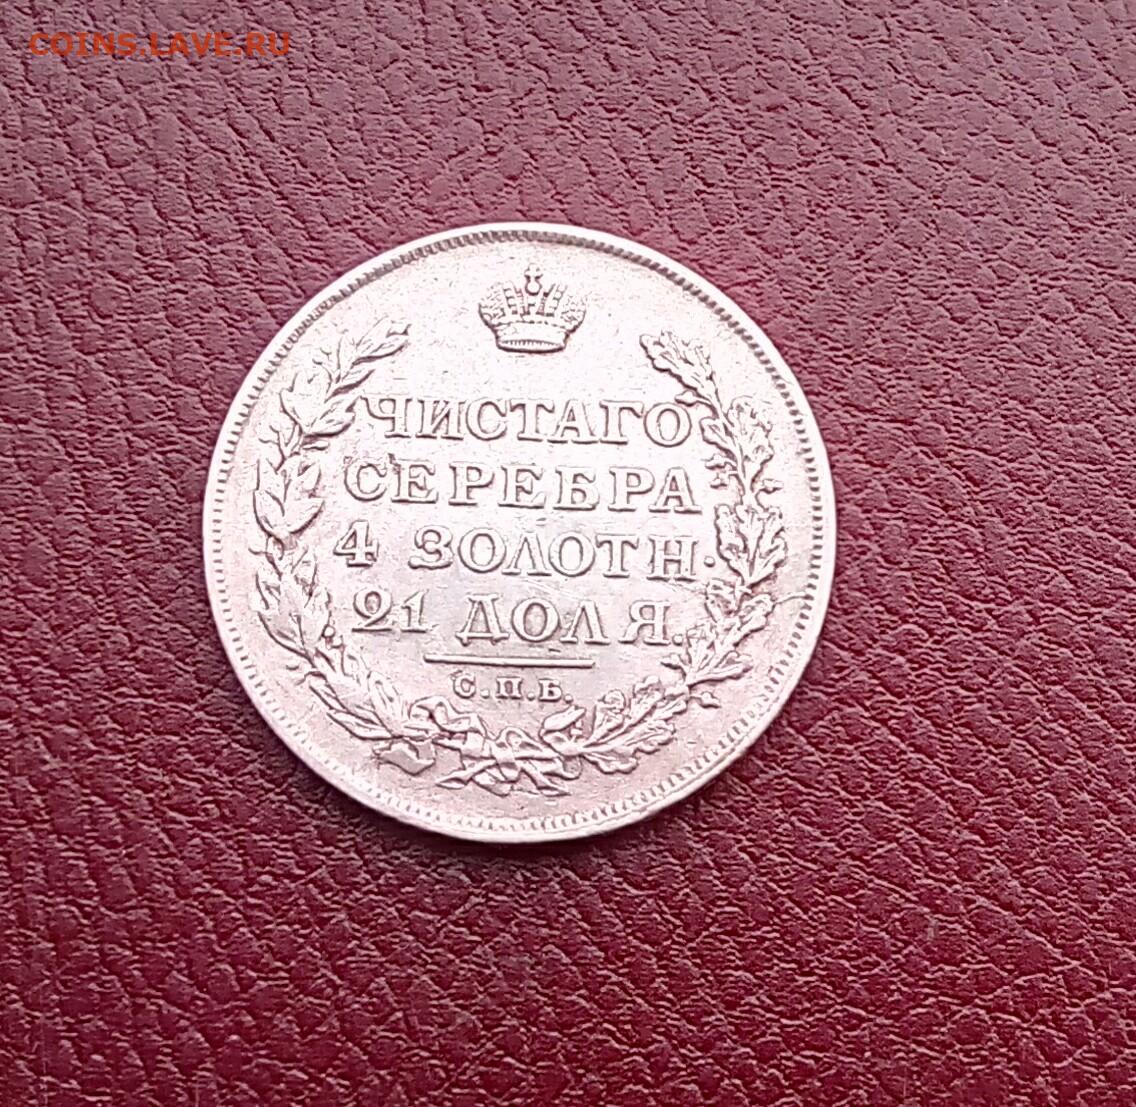 COINS.LAVE.RU
ЧИСТАГО
СЕРЕБРА
4 ЗОЛОТН.
21 ДОЛЯ.
С.П.Б.